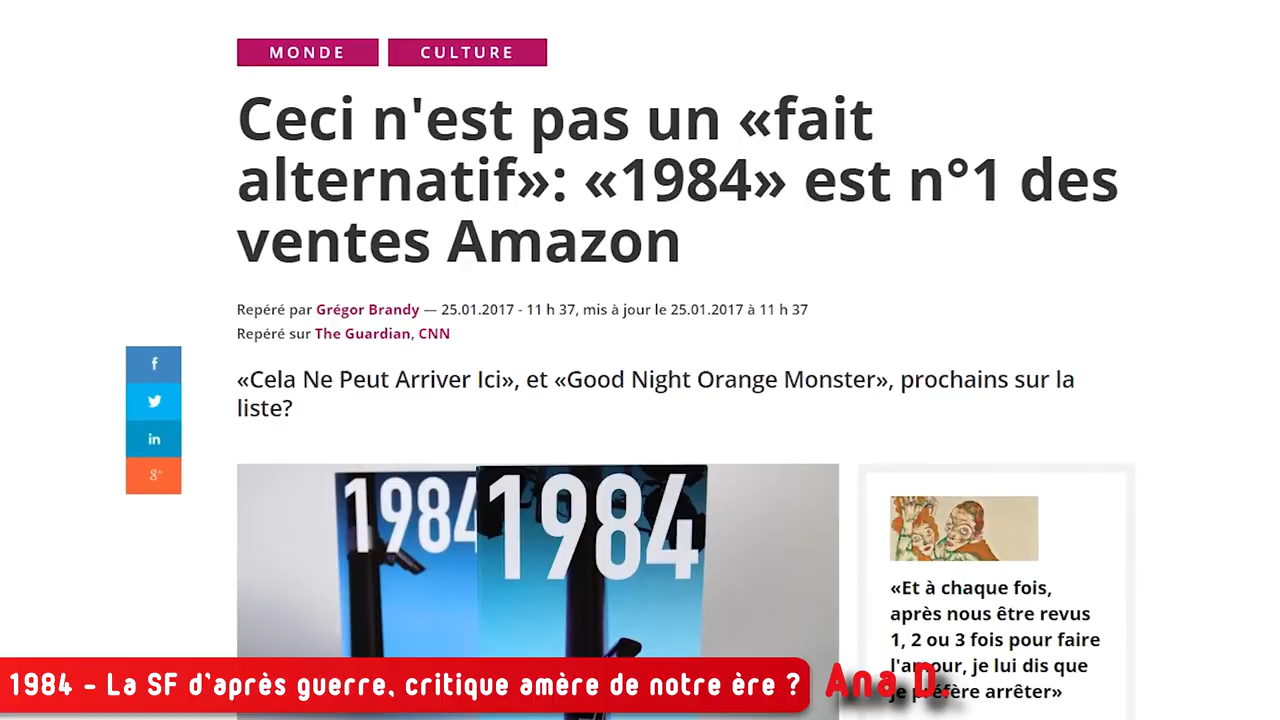 MONDE
CULTURE
Ceci n'est pas un «fait
alternatif»: «1984» est n°1 des
ventes Amazon
Repéré par Grégor Brandy — 25.01.2017 - 11 h 37, mis à jour le 25.01.2017 à 11 h 37
Repéré sur The Guardian, CNN
«Cela Ne Peut Arriver Ici», et «Good Night Orange Monster», prochains sur la
liste?
f
in
g+
1984
1984
«Et à chaque fois,
après nous être revus
1, 2 ou 3 fois pour faire
l'amour, je lui dis que
je préfère arrêter»
1984 - La SF d'après guerre, critique amère de notre ère ?
Ana D.